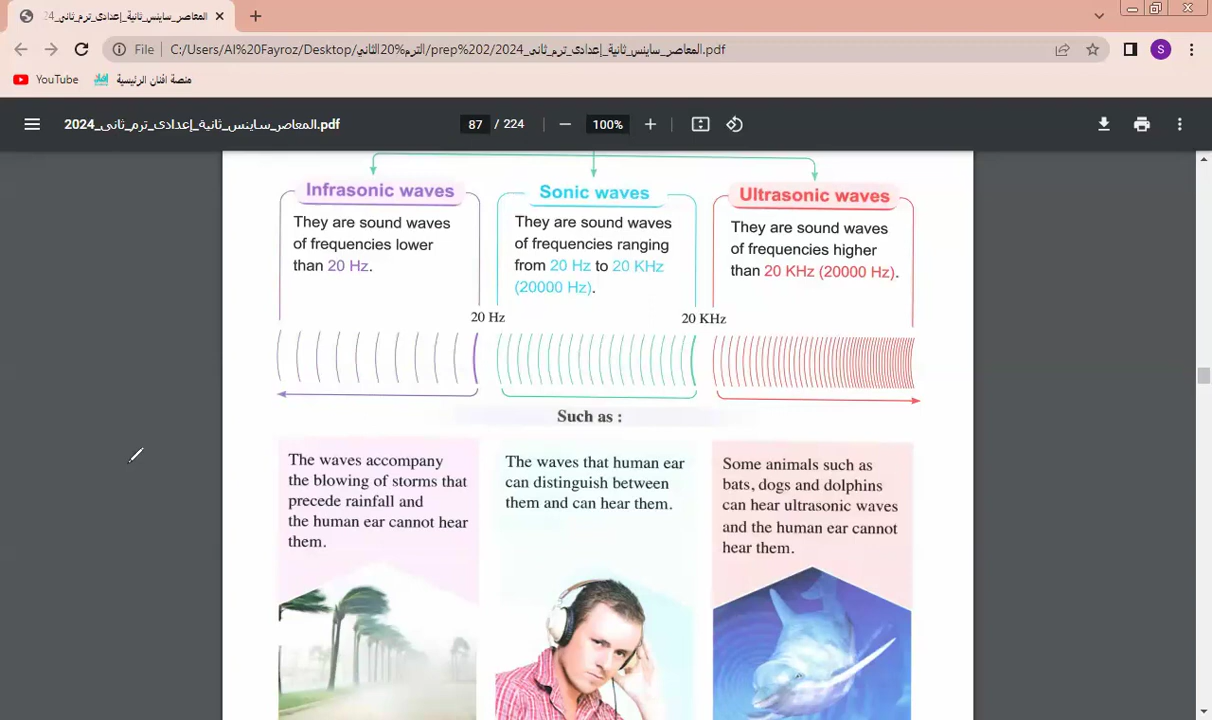 المعاصر_ساينس_ثانية_إعدادى_ترم_ثانى_24
File
C:/Users/Al%20Fayroz/Desktop/الترم%20الثاني/prep%202/2024_المعاصر_ساينس_ثانية_إعدادى_ترم_ثانى.pdf
S
YouTube
منصة افنان الرئيسية
2024_المعاصر_ساينس_ثانية_إعدادى_ترم_ثانى.pdf
87 / 224
100%
Infrasonic waves
They are sound waves
of frequencies lower
than 20 Hz.
Sonic waves
They are sound waves
of frequencies ranging
from 20 Hz to 20 KHz
(20000 Hz).
Ultrasonic waves
They are sound waves
of frequencies higher
than 20 KHz (20000 Hz).
20 Hz
20 KHz
Such as :
The waves accompany
the blowing of storms that
precede rainfall and
the human ear cannot hear
them.
The waves that human ear
can distinguish between
them and can hear them.
Some animals such as
bats, dogs and dolphins
can hear ultrasonic waves
and the human ear cannot
hear them.